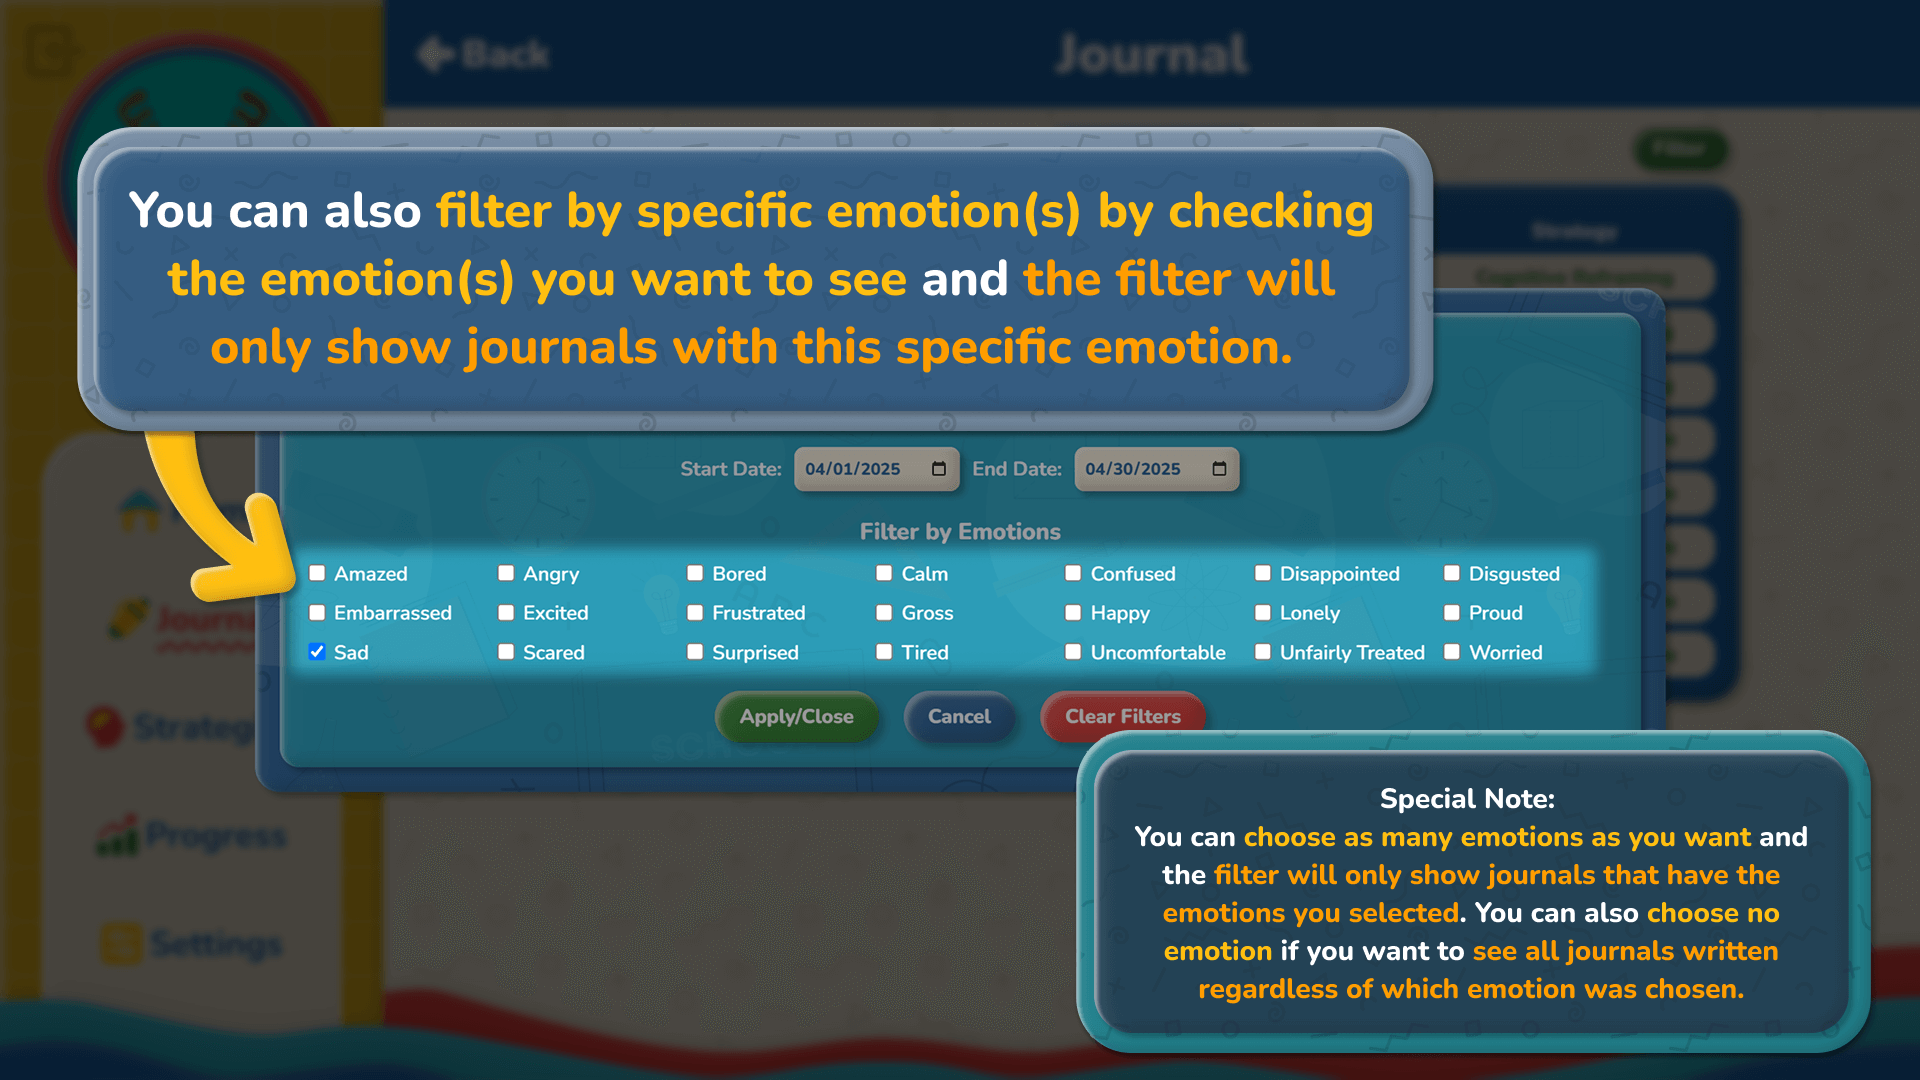 Back
Journal
Filter
You can also filter by specific emotion(s) by checking
the emotion(s) you want to see and the filter will
only show journals with this specific emotion.
Strategy
Cognitive Reframing
Start Date: 04/01/2025 End Date: 04/30/2025
Filter by Emotions
Amazed Angry Bored Calm Confused Disappointed Disgusted
Embarrassed Excited Frustrated Gross Happy Lonely Proud
Sad Scared Surprised Tired Uncomfortable Unfairly Treated Worried
Apply/Close Cancel Clear Filters
Progress
Settings
Special Note:
You can choose as many emotions as you want and
the filter will only show journals that have the
emotions you selected. You can also choose no
emotion if you want to see all journals written
regardless of which emotion was chosen.